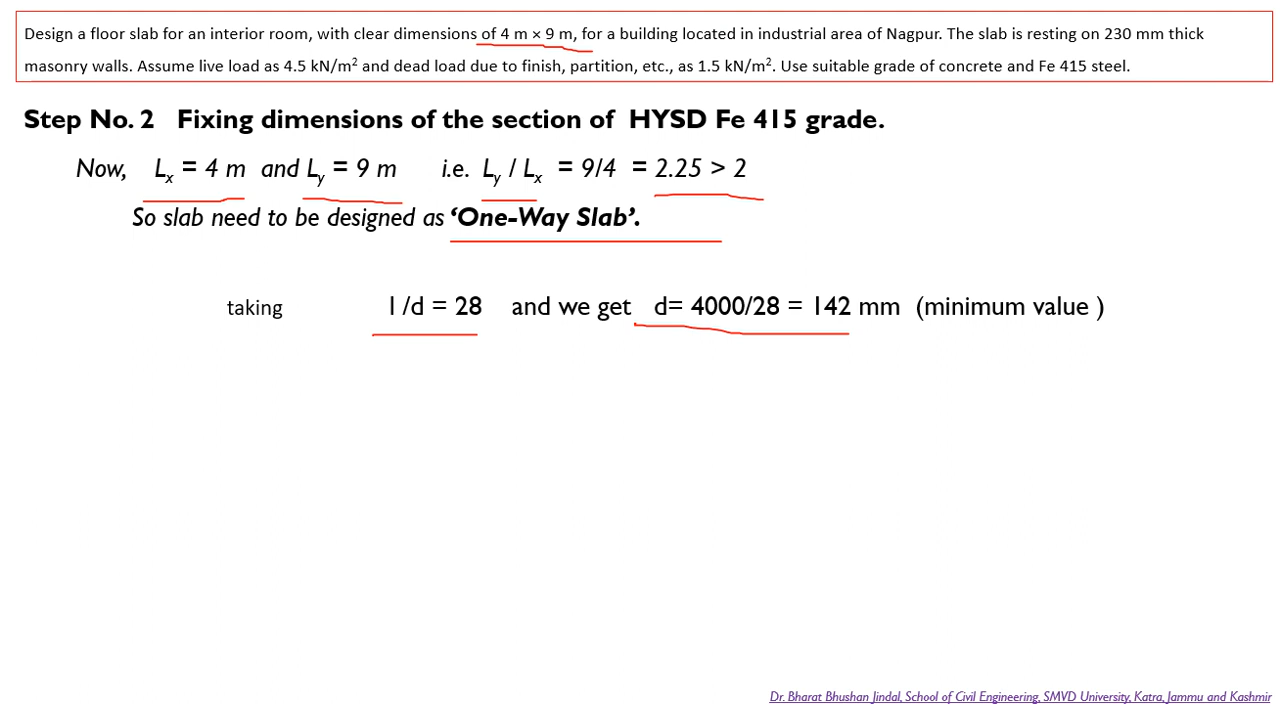 Design a floor slab for an interior room, with clear dimensions of 4 m × 9 m, for a building located in industrial area of Nagpur. The slab is resting on 230 mm thick
masonry walls. Assume live load as 4.5 kN/m² and dead load due to finish, partition, etc., as 1.5 kN/m². Use suitable grade of concrete and Fe 415 steel.
Step No. 2 Fixing dimensions of the section of HYSD Fe 415 grade.
Now, Lx = 4 m and Ly = 9 m i.e. Ly / Lx = 9/4 = 2.25 > 2
So slab need to be designed as ‘One-Way Slab’.
taking l /d = 28 and we get d= 4000/28 = 142 mm (minimum value )
Dr. Bharat Bhushan Jindal, School of Civil Engineering, SMVD University, Katra, Jammu and Kashmir